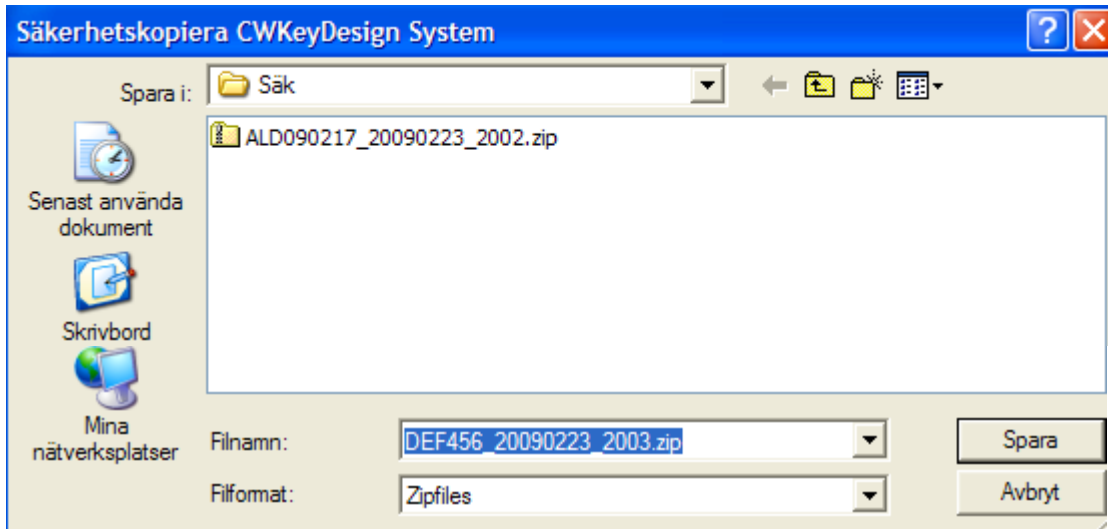 Säkerhetskopiera CWKeyDesign System
Spara i:
Säk
ALD090217_20090223_2002.zip
Senast använda
dokument
Skrivbord
Mina
nätverksplatser
Filnamn:
DEF456_20090223_2003.zip
Spara
Filformat:
Zipfiles
Avbryt